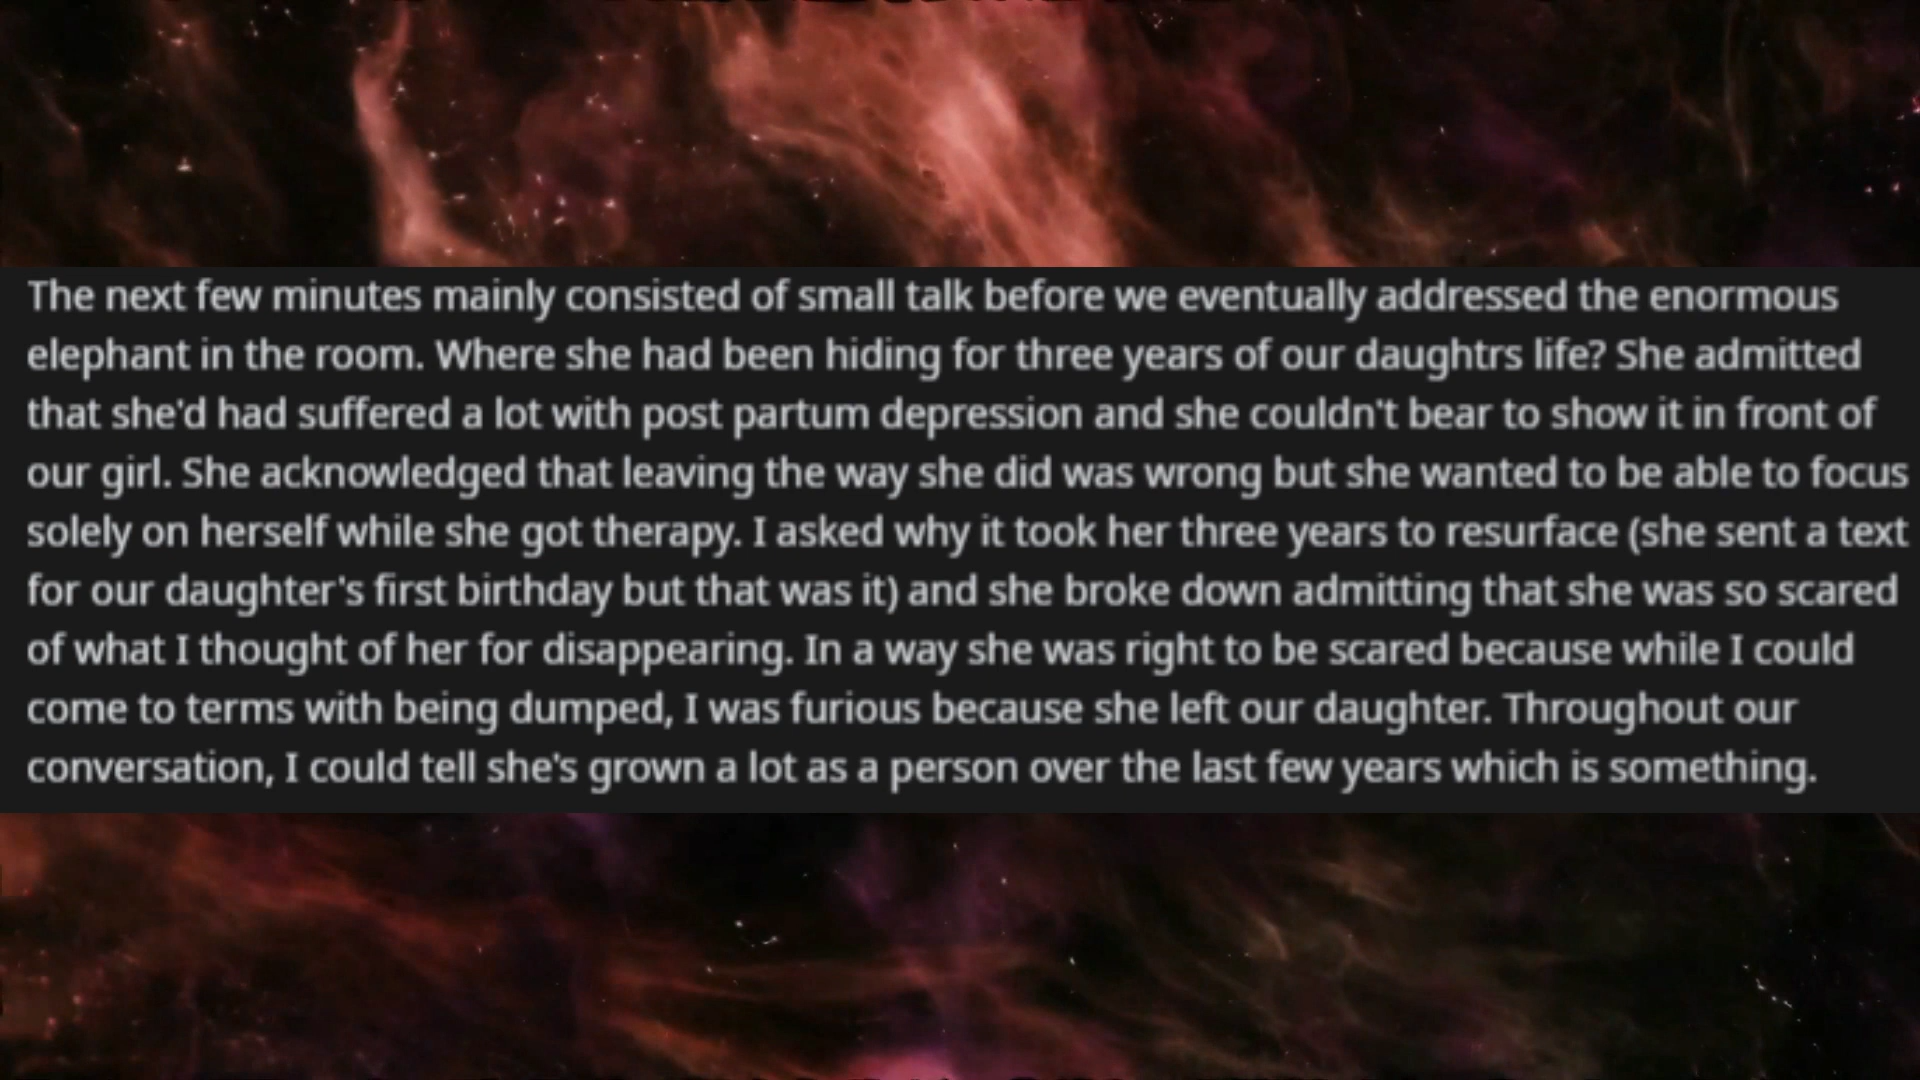 The next few minutes mainly consisted of small talk before we eventually addressed the enormous
elephant in the room. Where she had been hiding for three years of our daughtrs life? She admitted
that she'd had suffered a lot with post partum depression and she couldn't bear to show it in front of
our girl. She acknowledged that leaving the way she did was wrong but she wanted to be able to focus
solely on herself while she got therapy. I asked why it took her three years to resurface (she sent a text
for our daughter's first birthday but that was it) and she broke down admitting that she was so scared
of what I thought of her for disappearing. In a way she was right to be scared because while I could
come to terms with being dumped, I was furious because she left our daughter. Throughout our
conversation, I could tell she's grown a lot as a person over the last few years which is something.